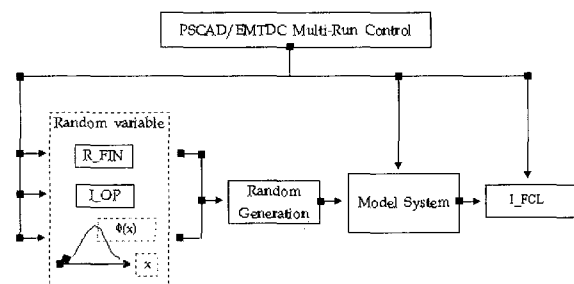 PSCAD/EMTDC Multi-Run Control
Random variable
R_FIN
I_OP
Φ(x)
x
Random
Generation
Model System
I_FCL